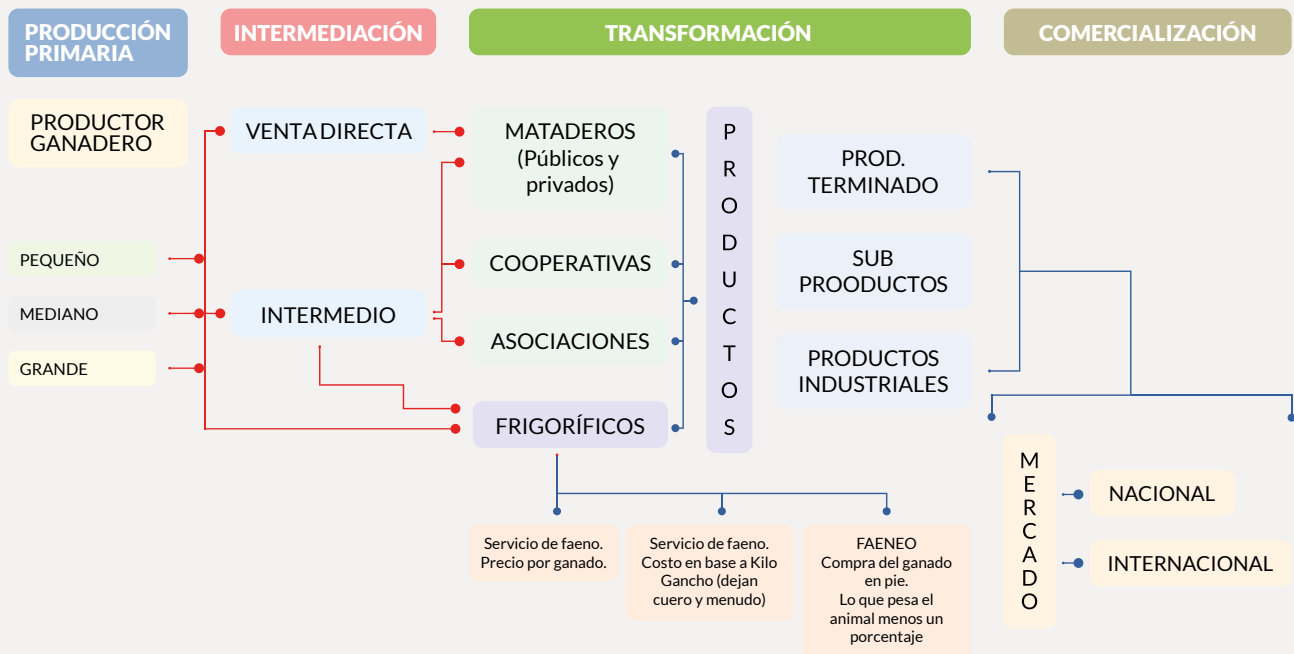 PRODUCCIÓN
PRIMARIA
INTERMEDIACIÓN
TRANSFORMACIÓN
COMERCIALIZACIÓN
PRODUCTOR
GANADERO
PEQUEÑO
MEDIANO
GRANDE
VENTA DIRECTA
INTERMEDIO
MATADEROS
(Públicos y
privados)
COOPERATIVAS
ASOCIACIONES
FRIGORÍFICOS
PRODUCTOS
PROD.
TERMINADO
SUB
PROODUCTOS
PRODUCTOS
INDUSTRIALES
Servicio de faeno.
Precio por ganado.
Servicio de faeno.
Costo en base a Kilo
Gancho (dejan
cuero y menudo)
FAENEO
Compra del ganado
en pie.
Lo que pesa el
animal menos un
porcentaje
MERCADO
NACIONAL
INTERNACIONAL